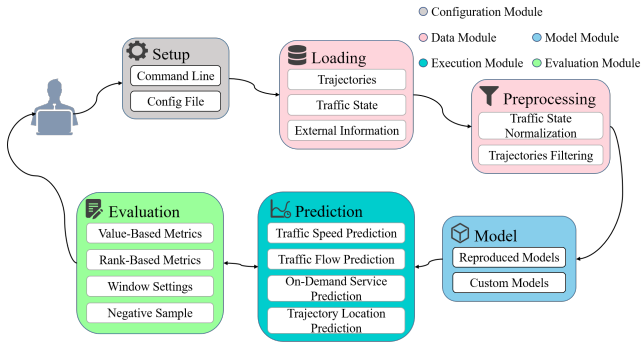 Configuration Module
Data Module
Model Module
Execution Module
Evaluation Module
Setup
Command Line
Config File
Loading
Trajectories
Traffic State
External Information
Preprocessing
Traffic State
Normalization
Trajectories Filtering
Evaluation
Value-Based Metrics
Rank-Based Metrics
Window Settings
Negative Sample
Prediction
Traffic Speed Prediction
Traffic Flow Prediction
On-Demand Service
Prediction
Trajectory Location
Prediction
Model
Reproduced Models
Custom Models